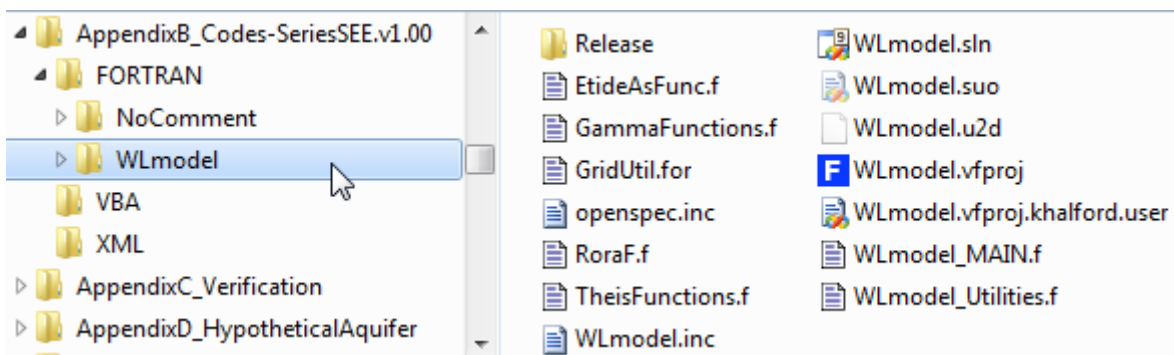 AppendixB_Codes-SeriesSEE.v1.00
FORTRAN
NoComment
WLmodel
VBA
XML
AppendixC_Verification
AppendixD_HypotheticalAquifer
Release
EtideAsFunc.f
GammaFunctions.f
GridUtil.for
openspec.inc
RoraF.f
TheisFunctions.f
WLmodel.inc
9
WLmodel.sln
WLmodel.suo
WLmodel.u2d
F WLmodel.vfproj
WLmodel.vfproj.khalford.user
WLmodel_MAIN.f
WLmodel_Utilities.f